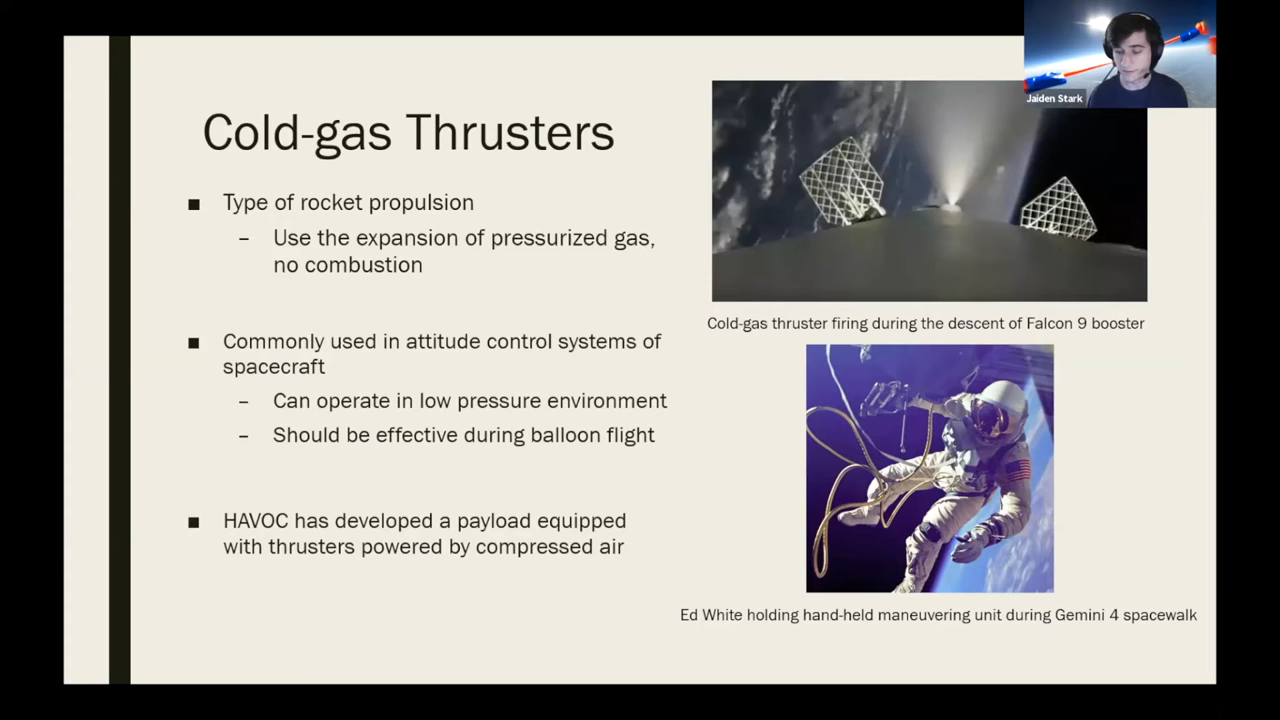 Jaiden Stark
Cold-gas Thrusters
■ Type of rocket propulsion
– Use the expansion of pressurized gas,
no combustion
■ Commonly used in attitude control systems of
spacecraft
– Can operate in low pressure environment
– Should be effective during balloon flight
■ HAVOC has developed a payload equipped
with thrusters powered by compressed air
Cold-gas thruster firing during the descent of Falcon 9 booster
Ed White holding hand-held maneuvering unit during Gemini 4 spacewalk